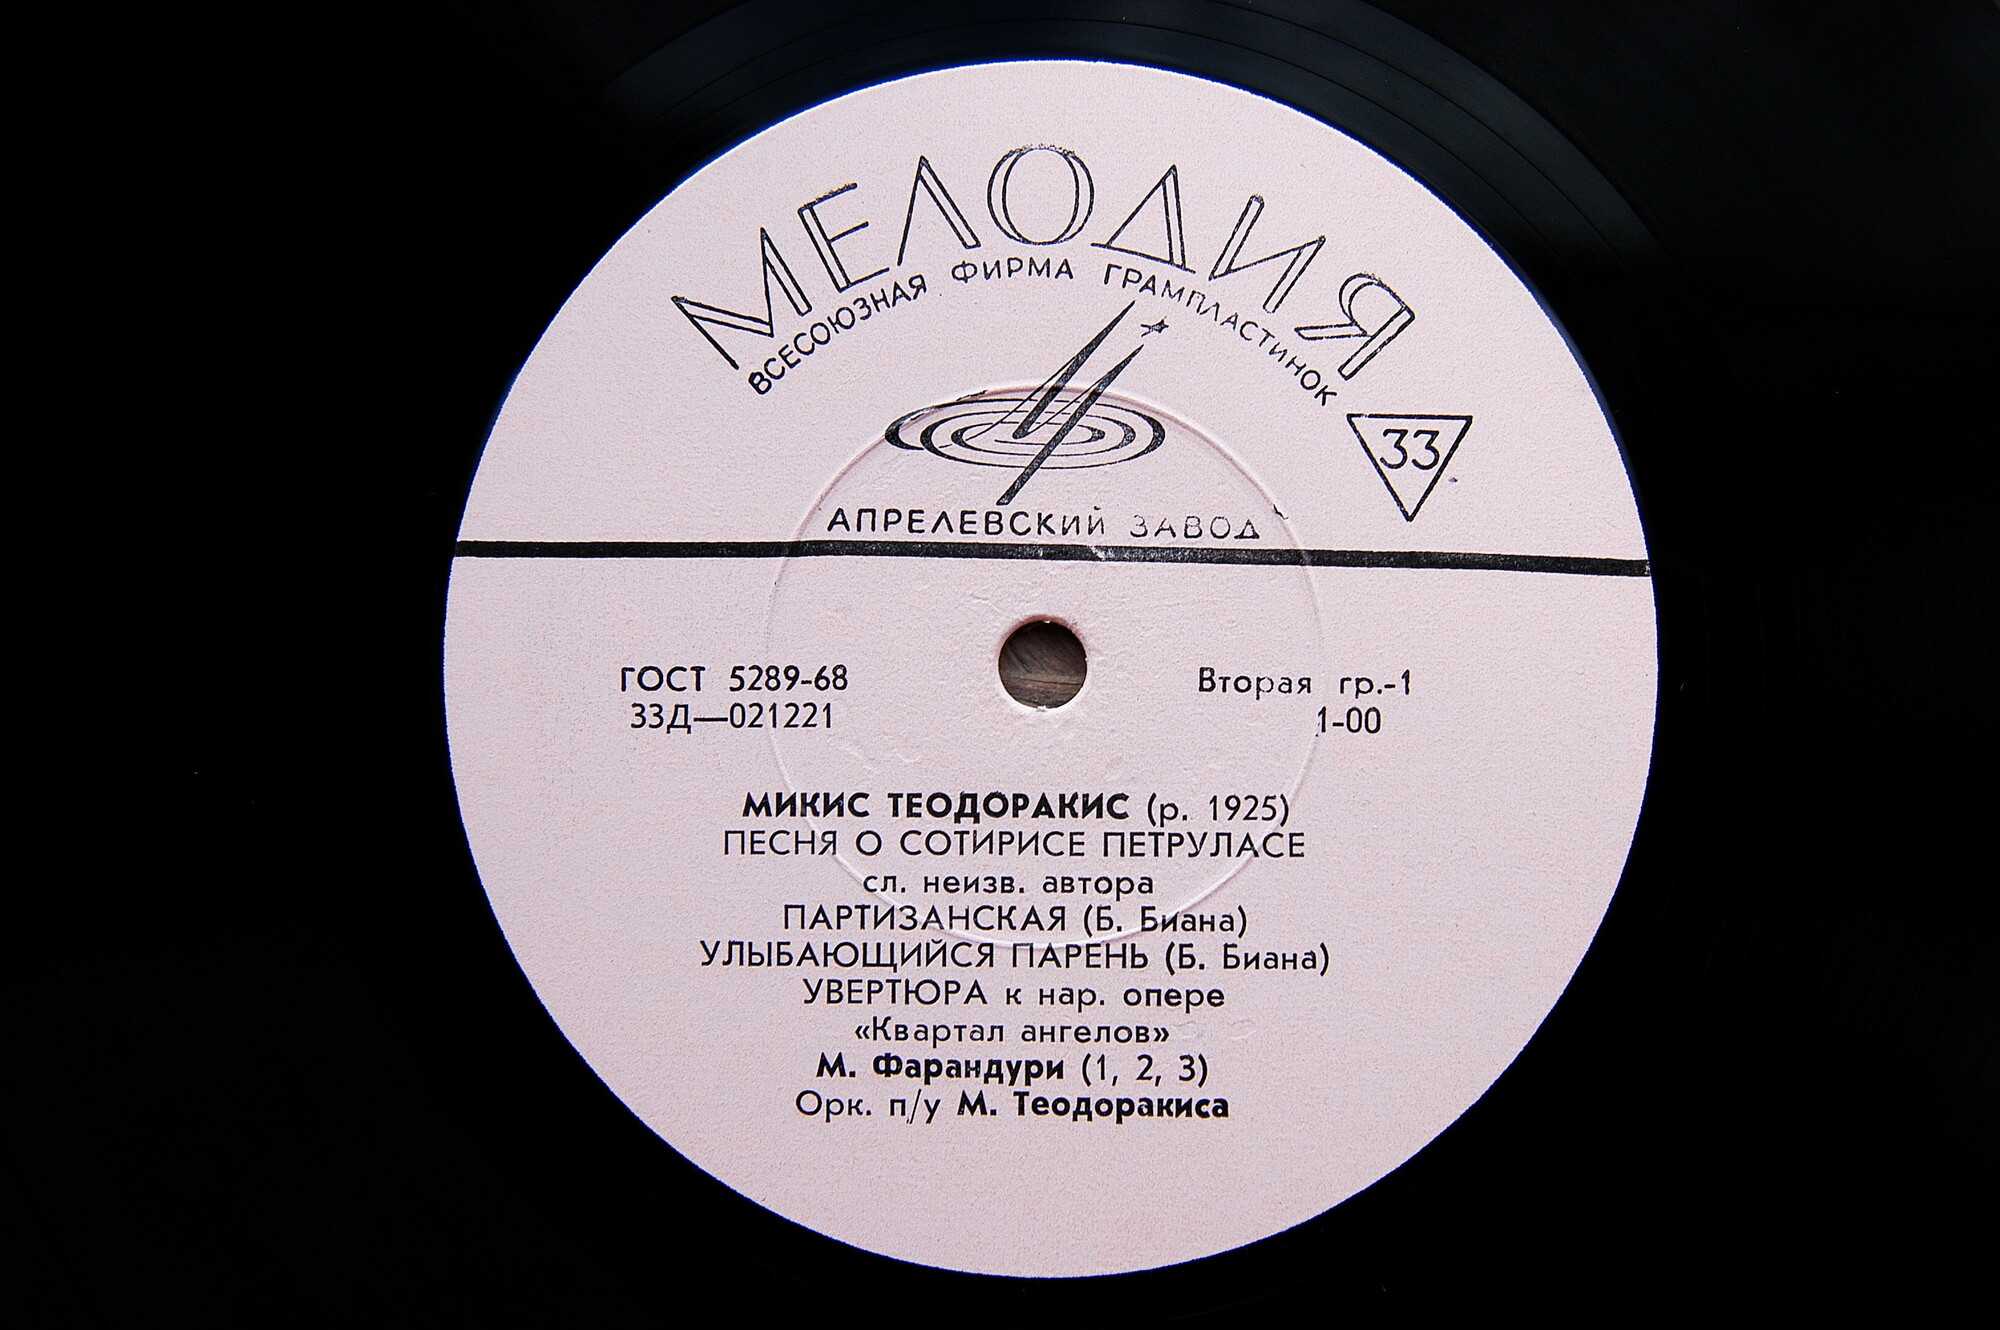 МЕЛОДИЯ
ВСЕСОЮЗНАЯ ФИРМА ГРАМПЛАСТИНОК
33
АПРЕЛЕВСКИЙ ЗАВОД
ГОСТ 5289-68
33Д—021221
Вторая гр.-1
1-00
МИКИС ТЕОДОРАКИС (р. 1925)
ПЕСНЯ О СОТИРИСЕ ПЕТРУЛАСЕ
сл. неизв. автора
ПАРТИЗАНСКАЯ (Б. Биана)
УЛЫБАЮЩИЙСЯ ПАРЕНЬ (Б. Биана)
УВЕРТЮРА к нар. опере
«Квартал ангелов»
М. Фарандури (1, 2, 3)
Орк. п/у М. Теодоракиса